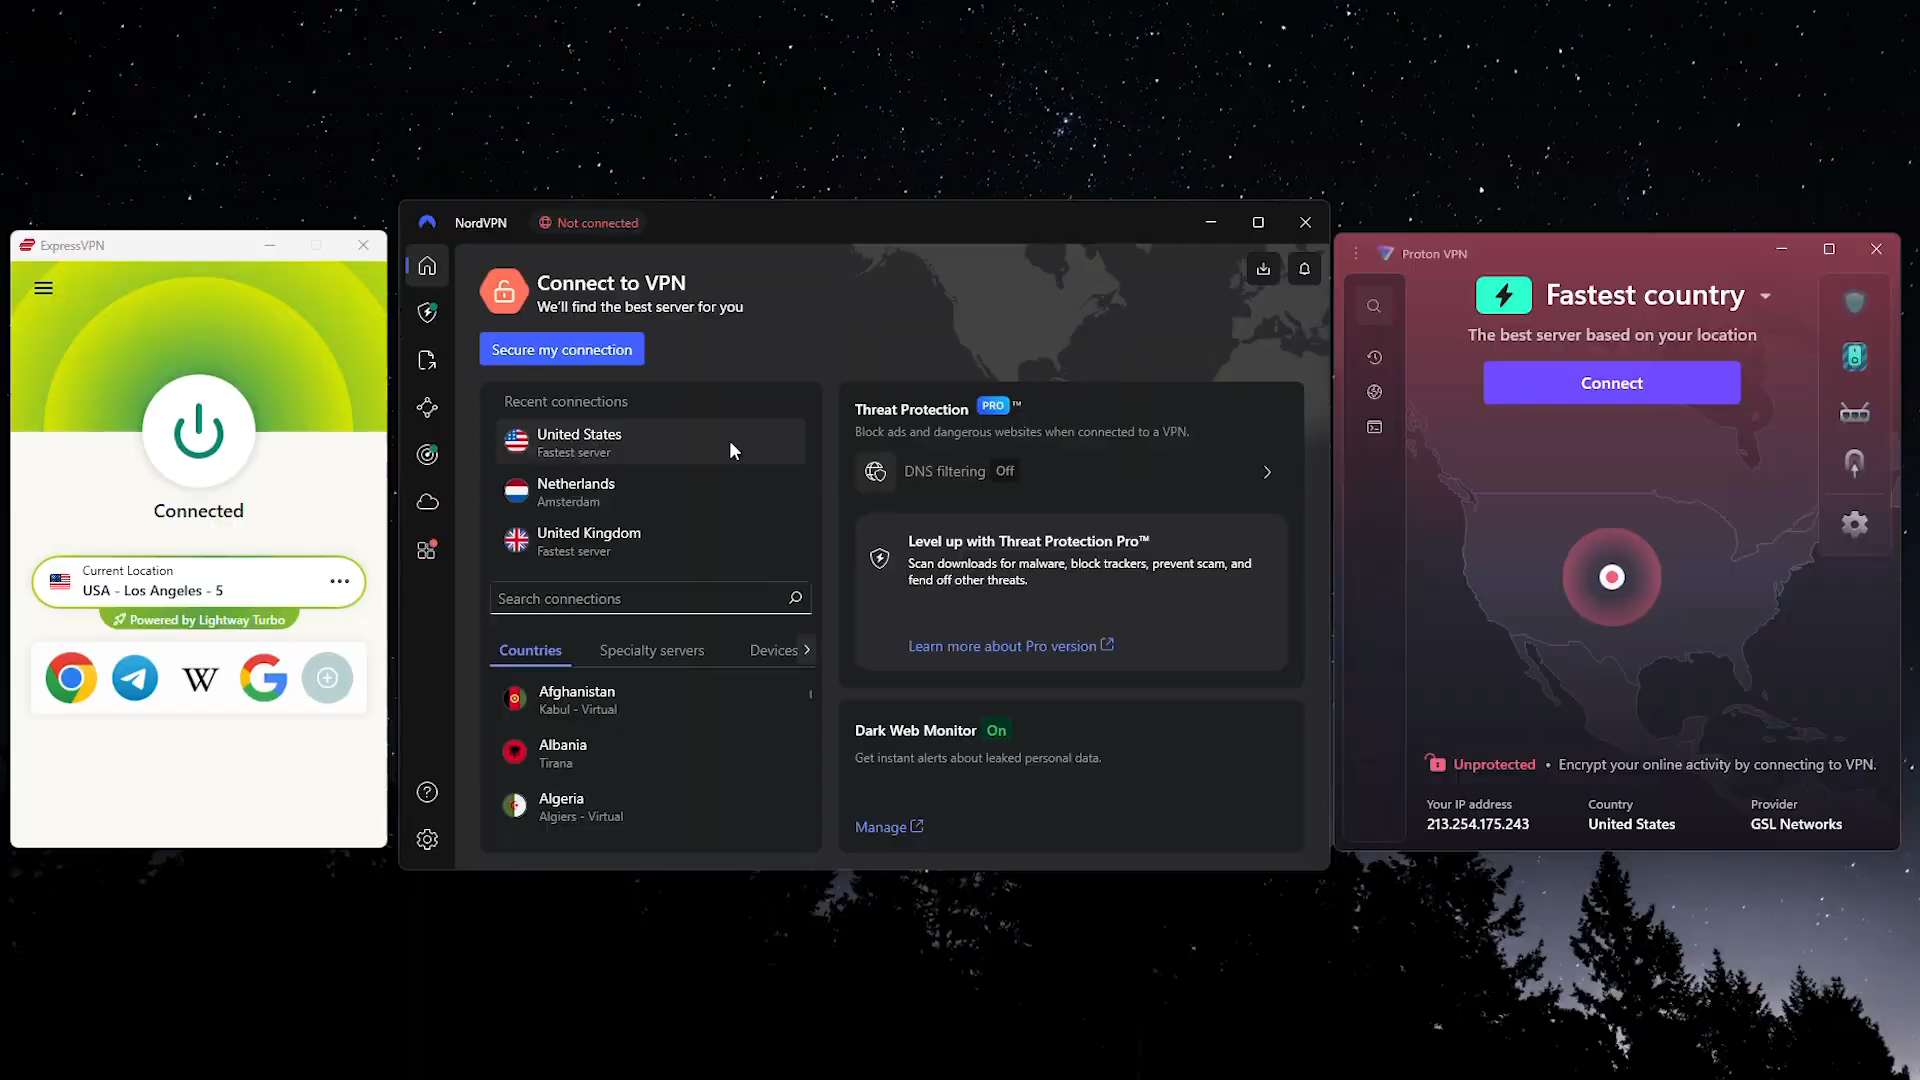 ExpressVPN
Connected
Current Location
USA - Los Angeles - 5
Powered by Lightway Turbo
W
G
NordVPN
Not connected
Connect to VPN
We'll find the best server for you
Secure my connection
Recent connections
United States
Fastest server
Netherlands
Amsterdam
United Kingdom
Fastest server
Search connections
Countries
Specialty servers
Devices
Afghanistan
Kabul - Virtual
Albania
Tirana
Algeria
Algiers - Virtual
Threat Protection PRO ™
Block ads and dangerous websites when connected to a VPN.
DNS filtering Off
Level up with Threat Protection Pro™
Scan downloads for malware, block trackers, prevent scam, and
fend off other threats.
Learn more about Pro version
Dark Web Monitor On
Get instant alerts about leaked personal data.
Manage
Proton VPN
Fastest country
The best server based on your location
Connect
Unprotected • Encrypt your online activity by connecting to VPN.
Your IP address
213.254.175.243
Country
United States
Provider
GSL Networks